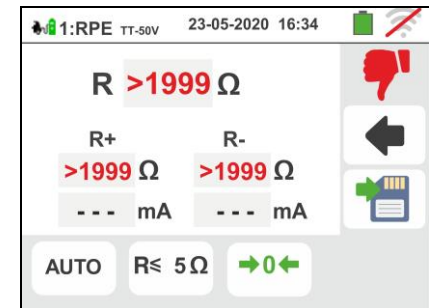 1:RPE TT-50V 23-05-2020 16:34
R >1999 Ω
R+ R-
>1999 Ω >1999 Ω
- - - mA - - - mA
AUTO R≤ 5Ω →0←